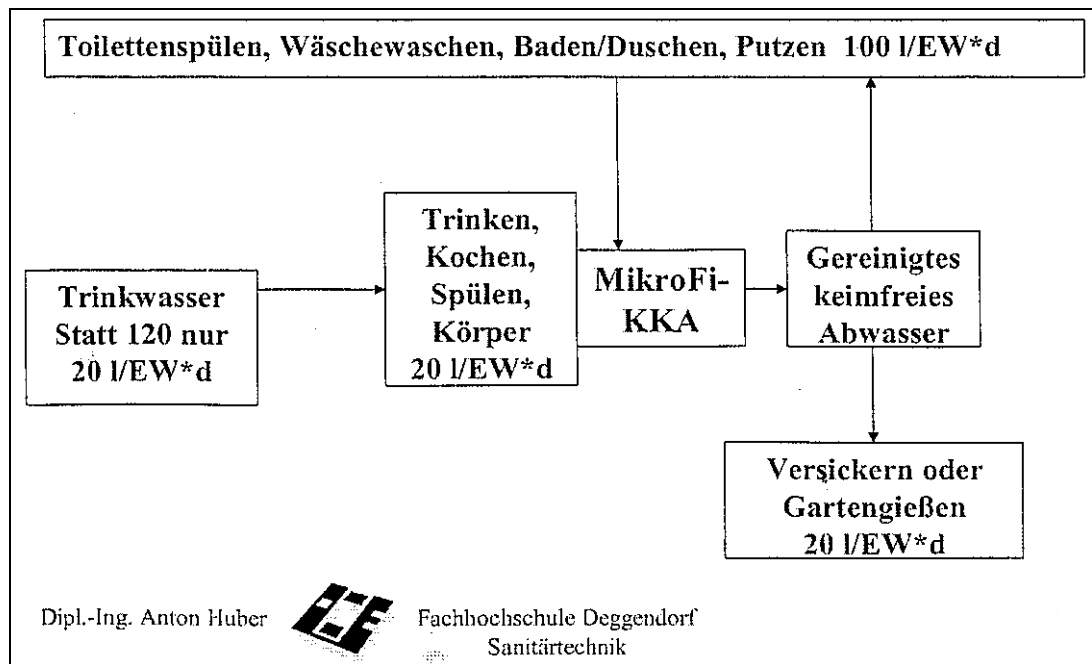 Toilettenspülen, Wäschewaschen, Baden/Duschen, Putzen 100 l/EW*d
Trinkwasser
Statt 120 nur
20 l/EW*d
Trinken,
Kochen,
Spülen,
Körper
20 l/EW*d
MikroFi-
KKA
Gereinigtes
keimfreies
Abwasser
Versickern oder
Gartengießen
20 l/EW*d
Dipl.-Ing. Anton Huber
Fachhochschule Deggendorf
Sanitärtechnik